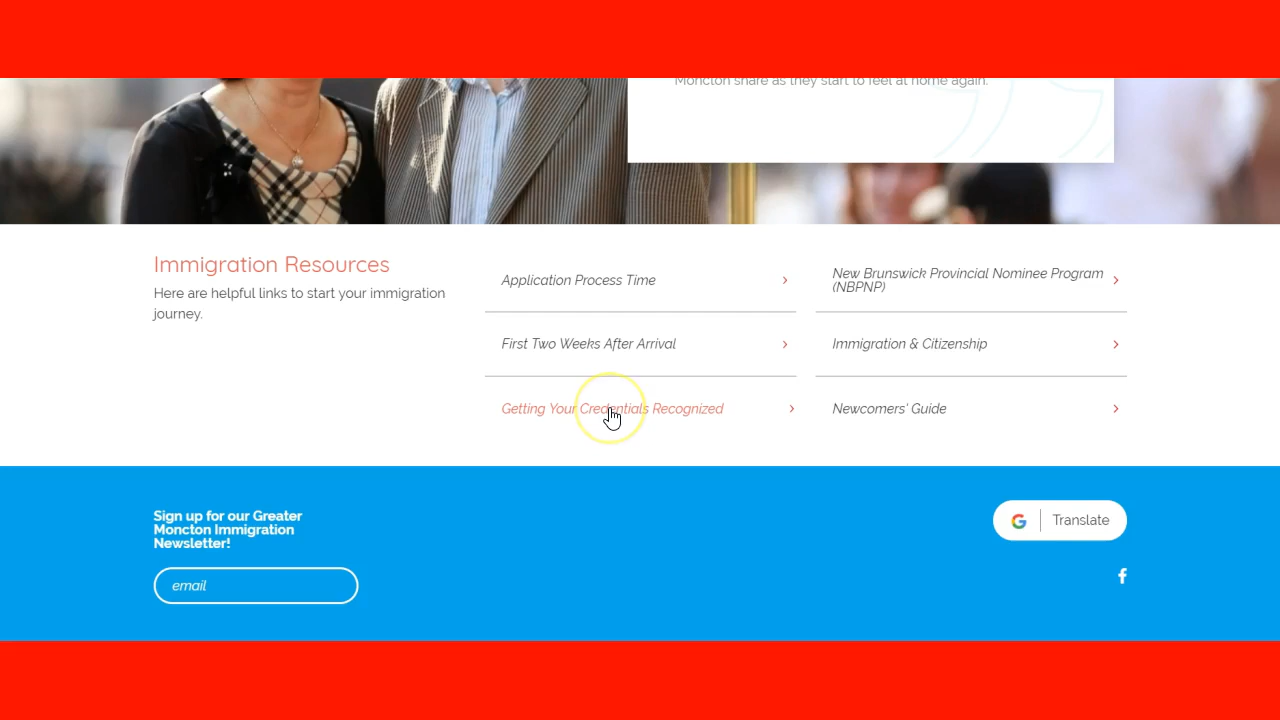 Moncton share as they start to feel at home again.
Immigration Resources
Here are helpful links to start your immigration
journey.
Application Process Time
New Brunswick Provincial Nominee Program
(NBPNP)
First Two Weeks After Arrival
Immigration & Citizenship
Getting Your Credentials Recognized
Newcomers' Guide
Sign up for our Greater
Moncton Immigration
Newsletter!
email
G Translate
f